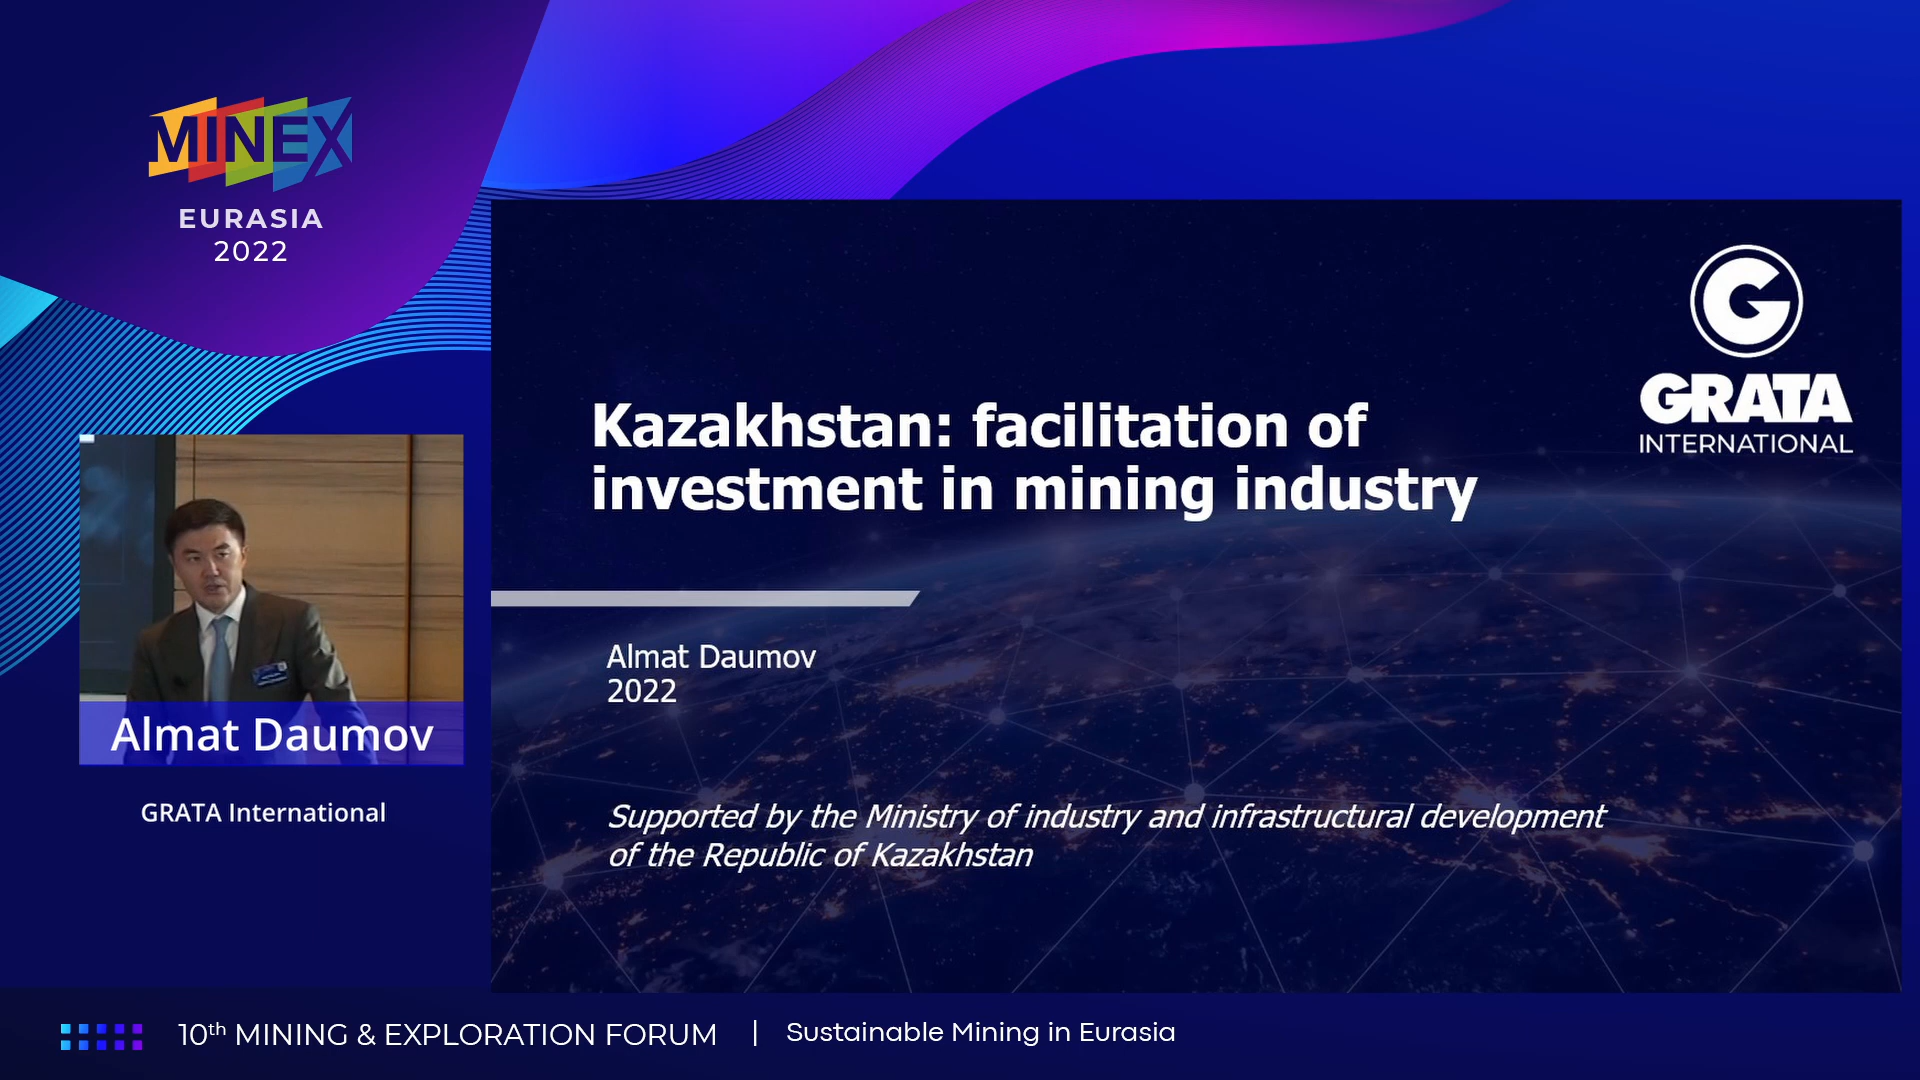 MINEX
EURASIA
2022
G
GRATA
INTERNATIONAL
Kazakhstan: facilitation of
investment in mining industry
Almat Daumov
2022
Supported by the Ministry of industry and infrastructural development
of the Republic of Kazakhstan
Almat Daumov
GRATA International
10th MINING & EXPLORATION FORUM | Sustainable Mining in Eurasia